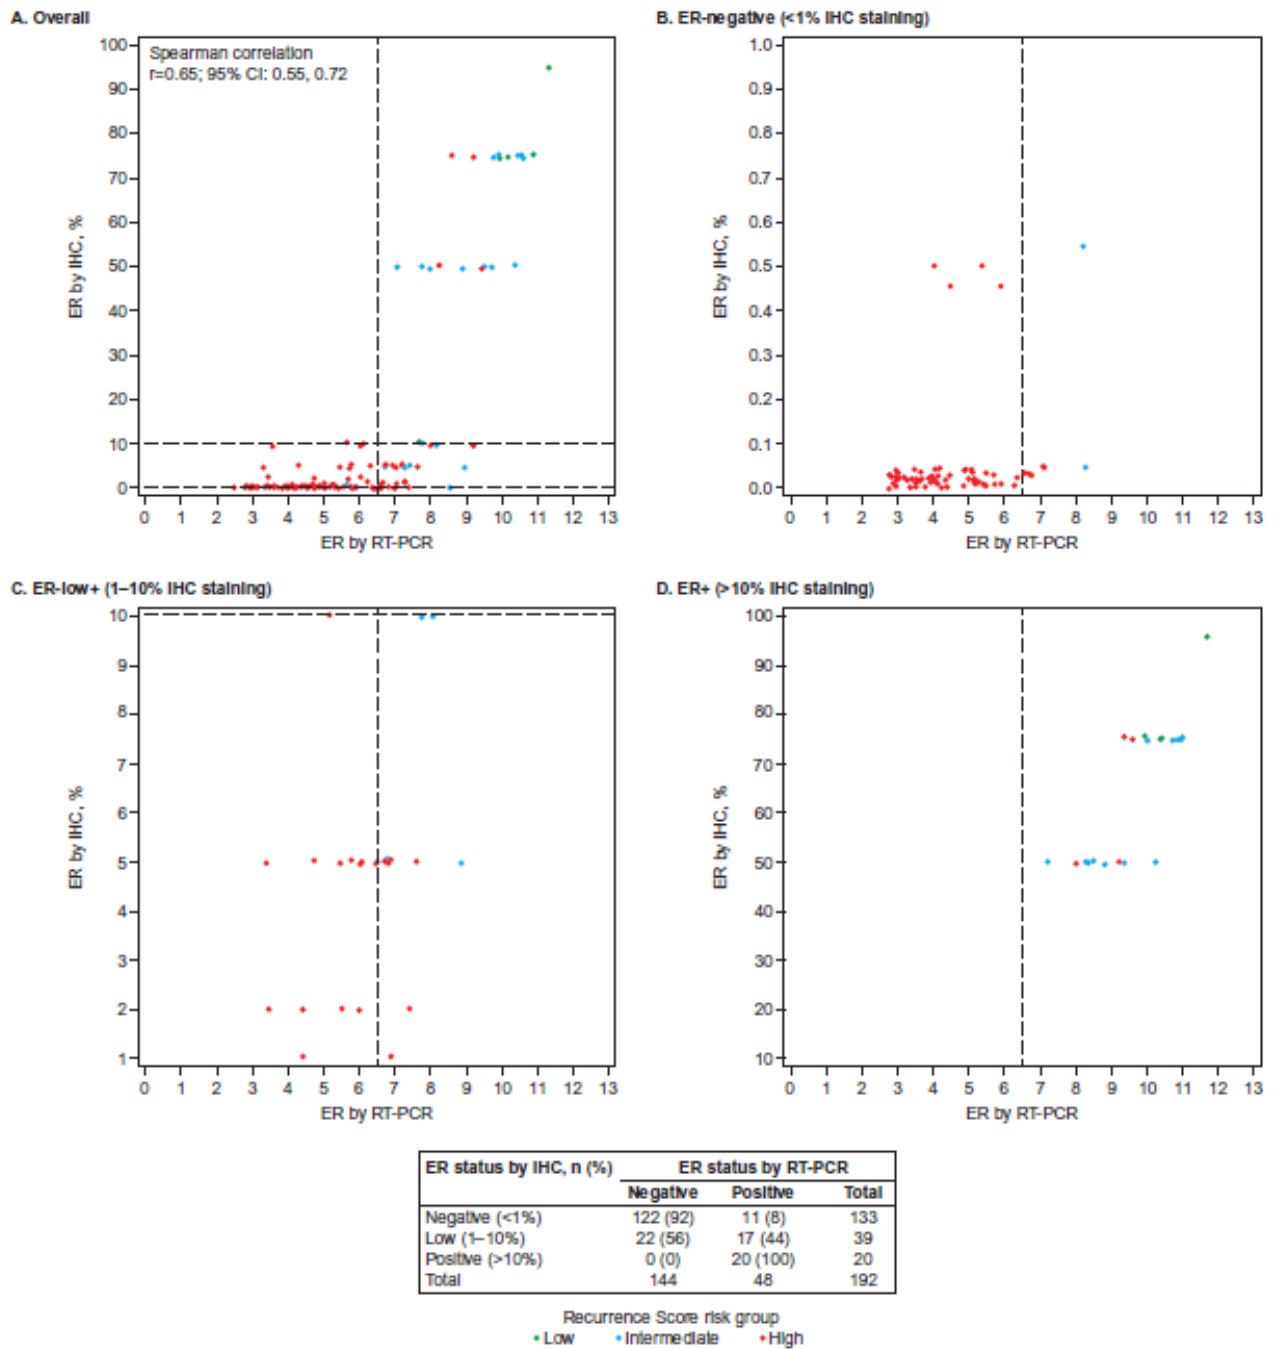 A. Overall
Spearman correlation
r=0.65; 95% CI: 0.55, 0.72
ER by IHC, %
100
90
80
70
60
50
40
30
20
10
0
0 1 2 3 4 5 6 7 8 9 10 11 12 13
ER by RT-PCR
B. ER-negative (<1% IHC staining)
ER by IHC, %
1.0
0.9
0.8
0.7
0.6
0.5
0.4
0.3
0.2
0.1
0.0
0 1 2 3 4 5 6 7 8 9 10 11 12 13
ER by RT-PCR
C. ER-low+ (1–10% IHC staining)
ER by IHC, %
10
9
8
7
6
5
4
3
2
1
0 1 2 3 4 5 6 7 8 9 10 11 12 13
ER by RT-PCR
D. ER+ (>10% IHC staining)
ER by IHC, %
100
90
80
70
60
50
40
30
20
10
0 1 2 3 4 5 6 7 8 9 10 11 12 13
ER by RT-PCR
ER status by IHC, n (%) ER status by RT-PCR
Negative Positive Total
Negative (<1%) 122 (92) 11 (8) 133
Low (1–10%) 22 (56) 17 (44) 39
Positive (>10%) 0 (0) 20 (100) 20
Total 144 48 192
Recurrence Score risk group
Low Intermediate High